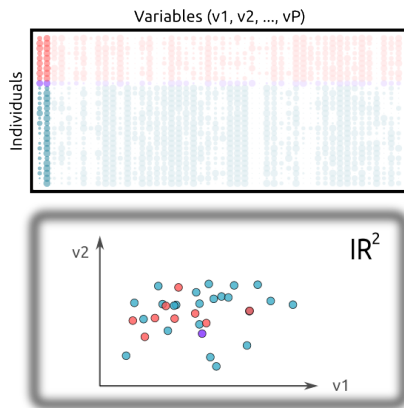 Variables (v1, v2, ..., vP)
Individuals
IR²
v2
v1